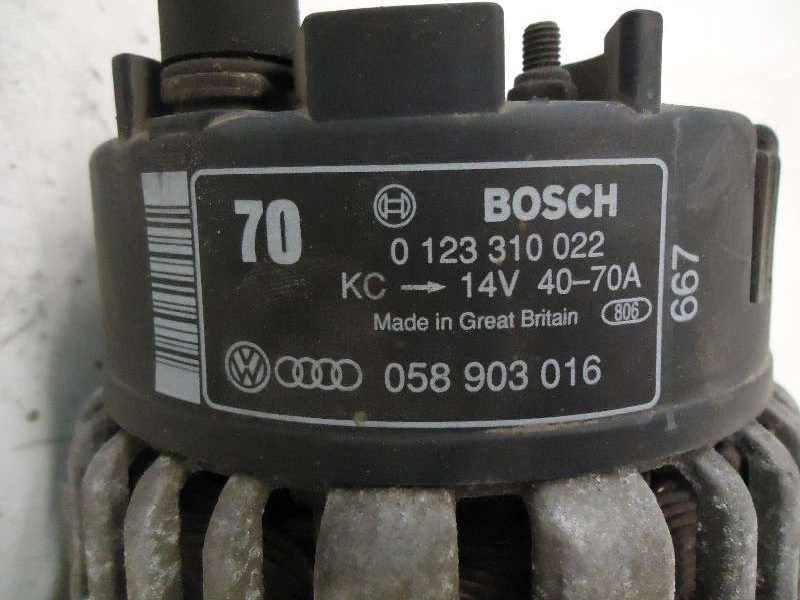 70
BOSCH
0 123 310 022
KC → 14V 40-70A
Made in Great Britain 806
058 903 016
667